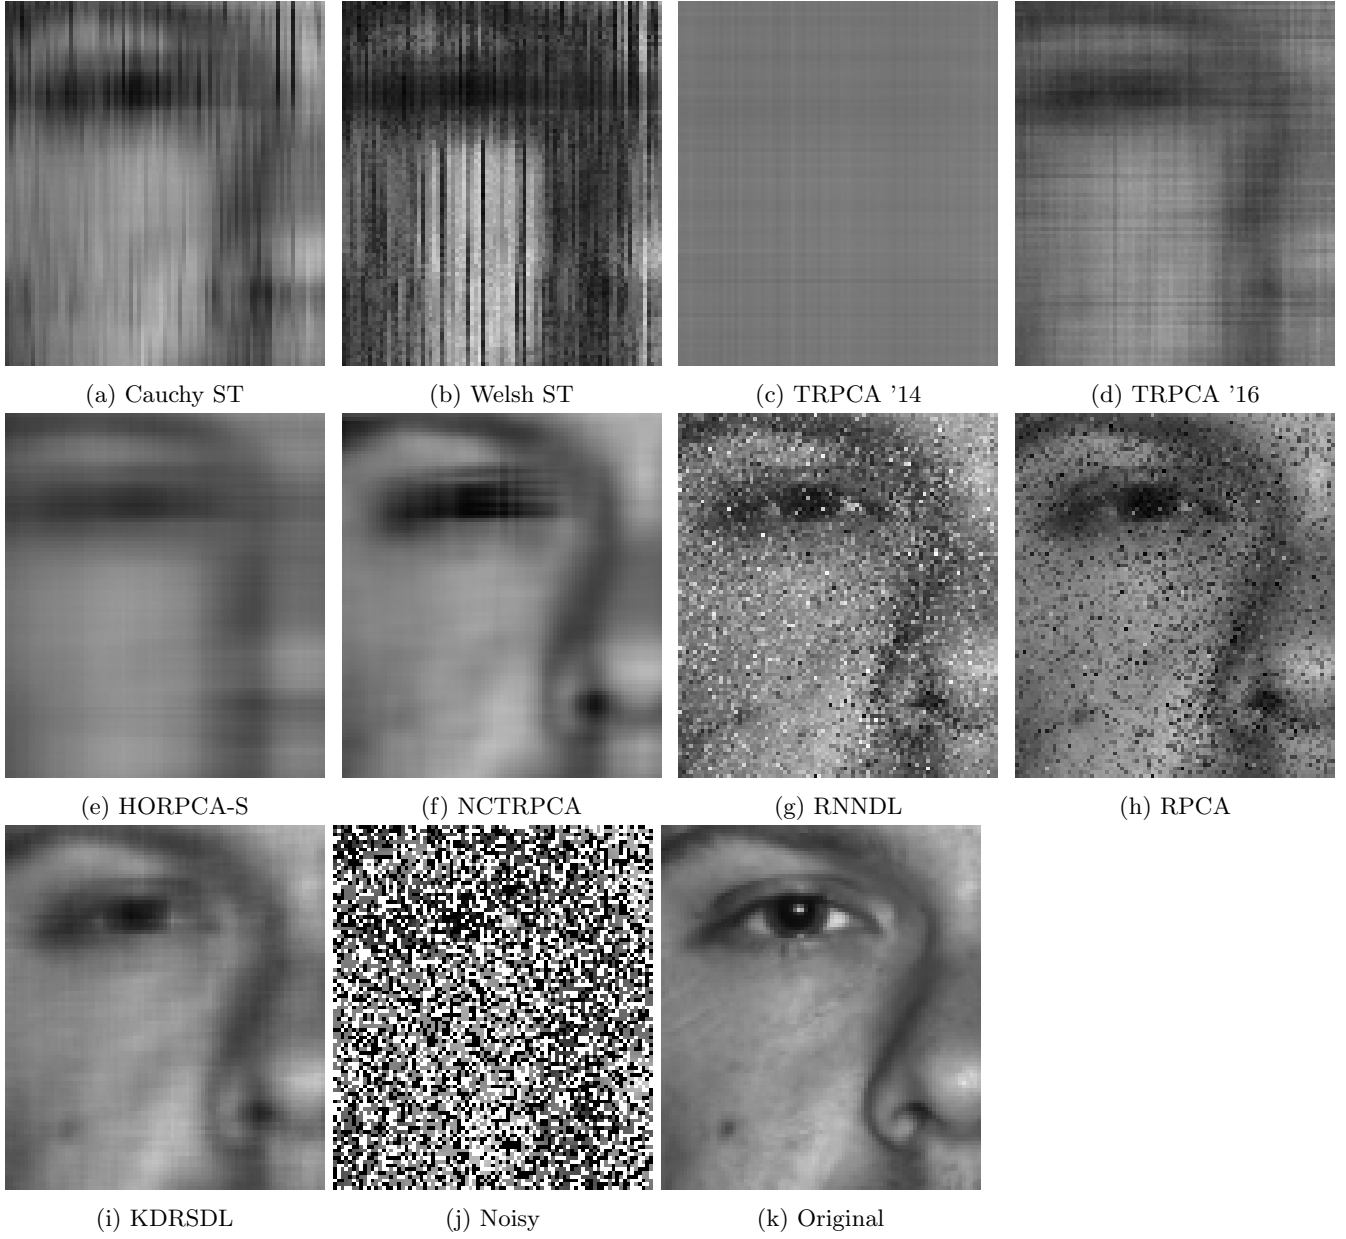 (a) Cauchy ST
(b) Welsh ST
(c) TRPCA ’14
(d) TRPCA ’16
(e) HORPCA-S
(f) NCTRPCA
(g) RNNDL
(h) RPCA
(i) KDRSDL
(j) Noisy
(k) Original